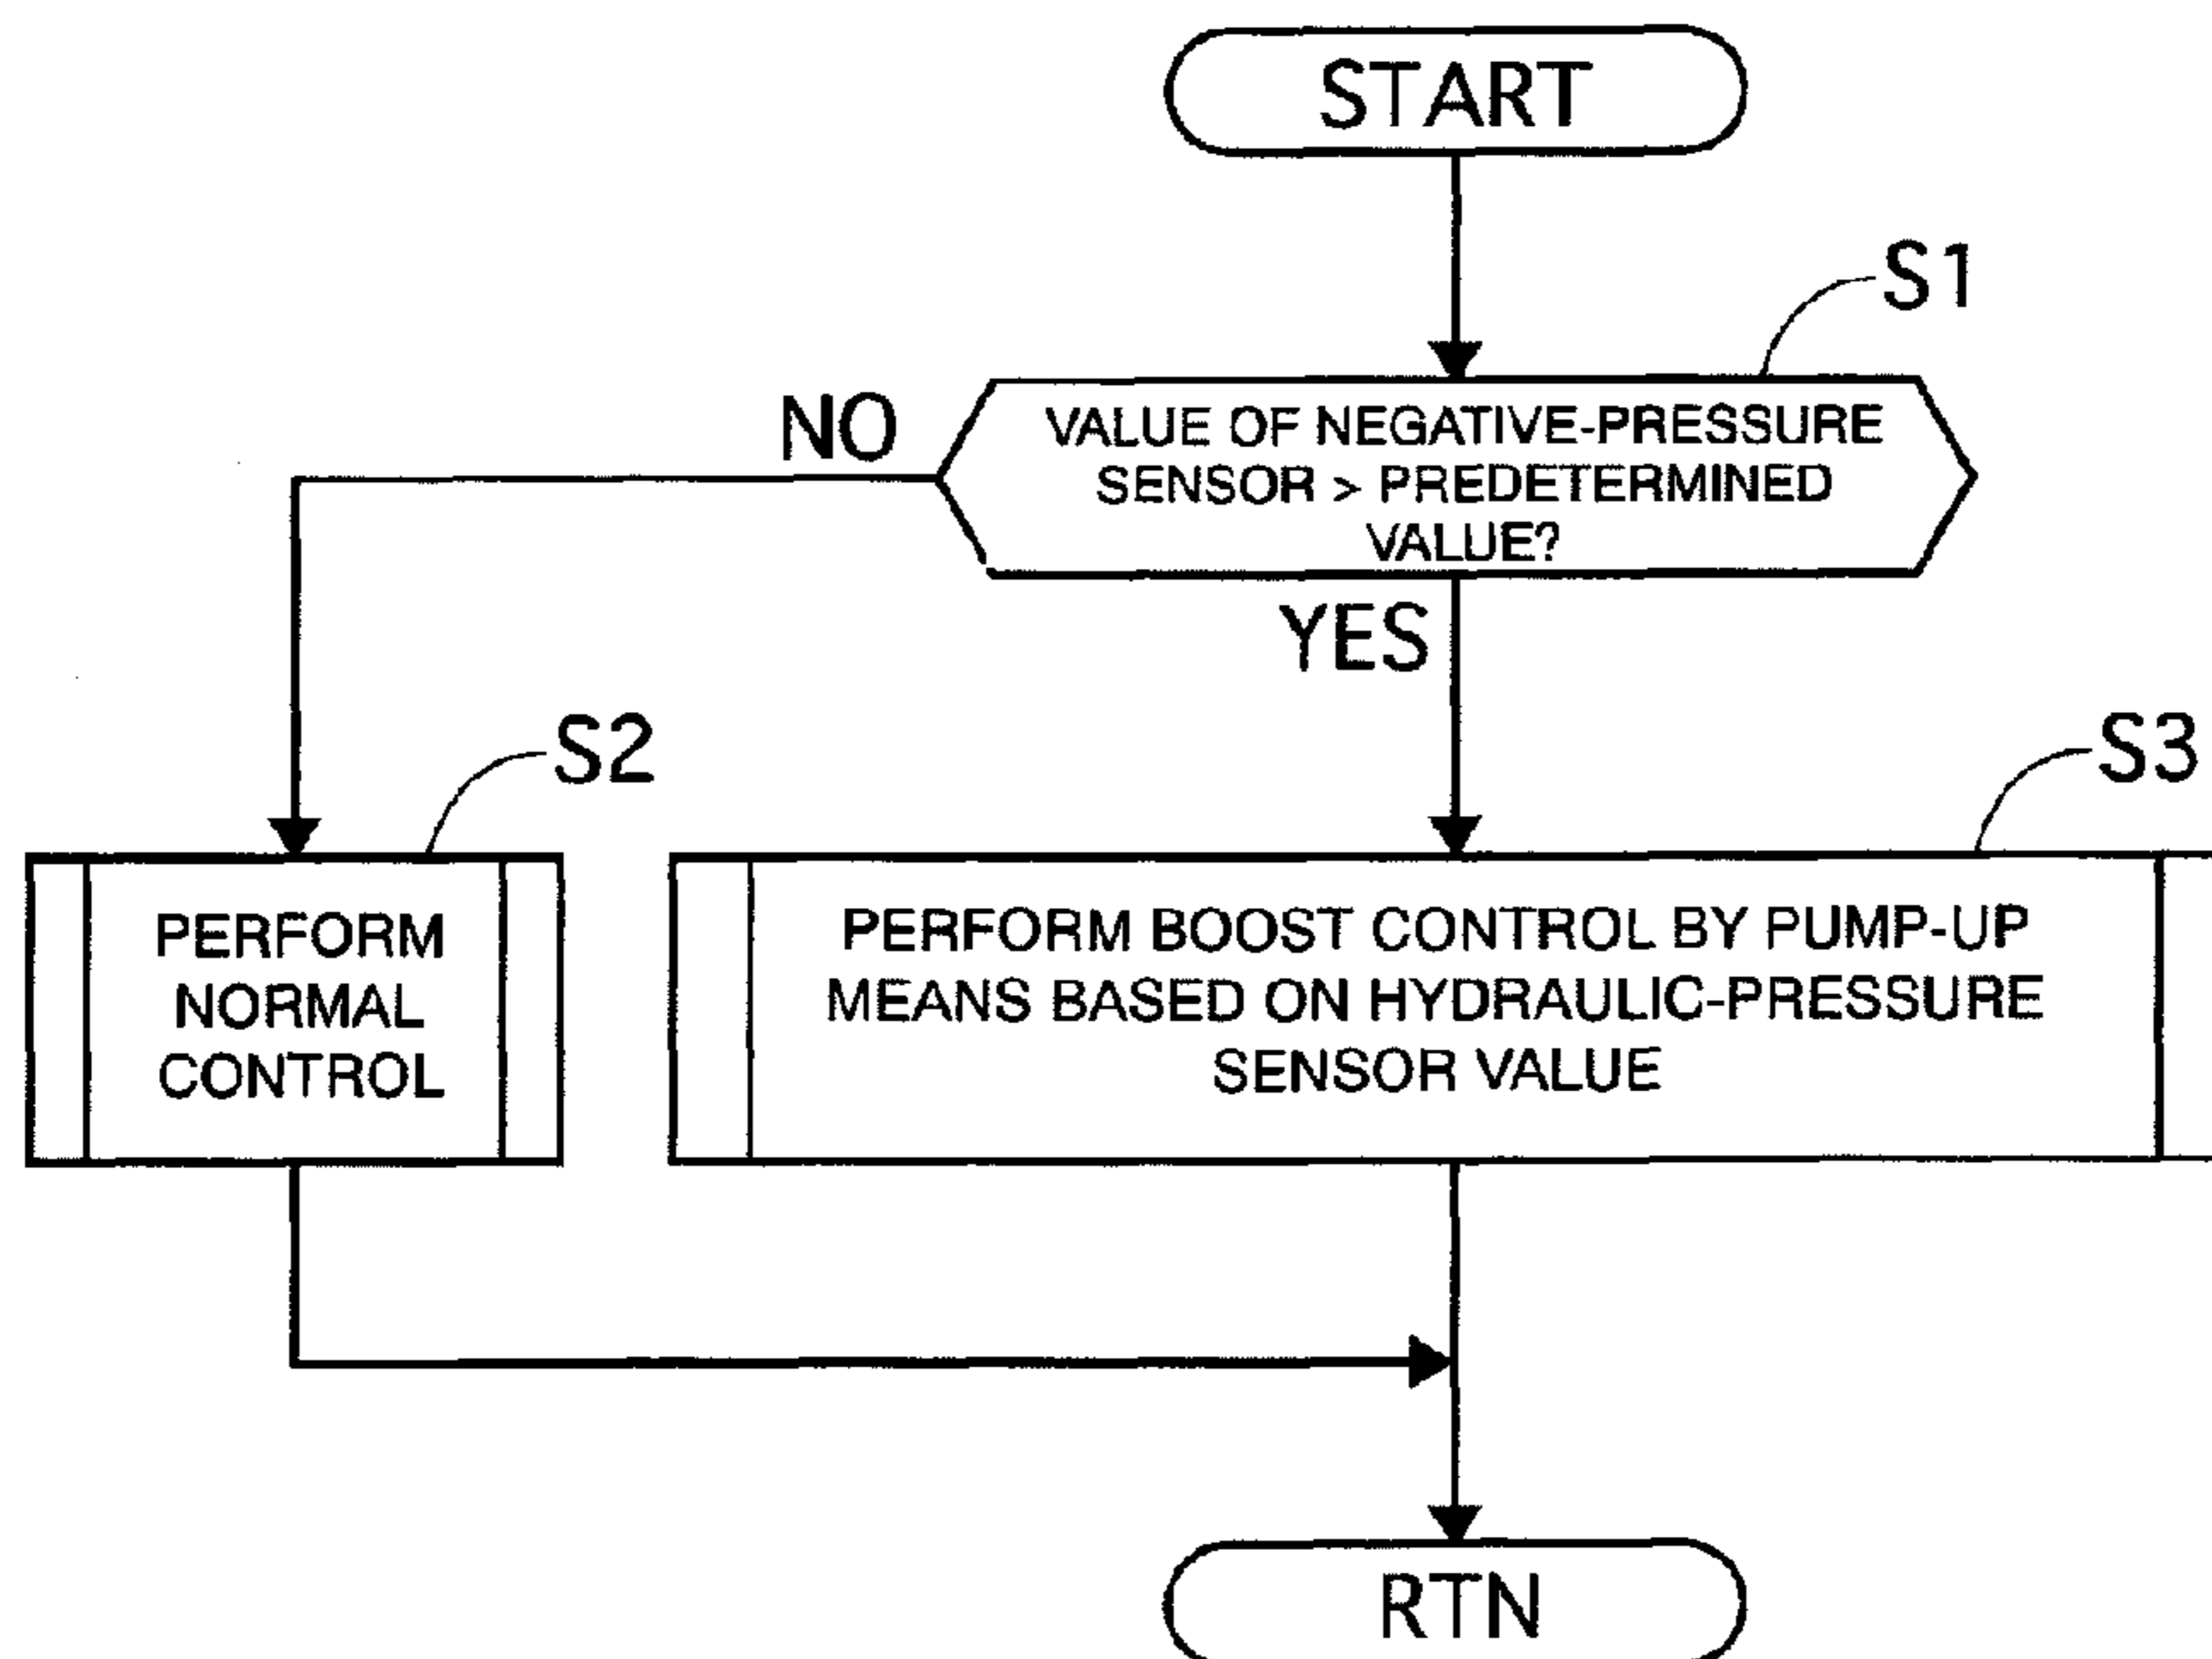 START
S1
NO
VALUE OF NEGATIVE-PRESSURE
SENSOR > PREDETERMINED
VALUE?
YES
S2
S3
PERFORM
NORMAL
CONTROL
PERFORM BOOST CONTROL BY PUMP-UP
MEANS BASED ON HYDRAULIC-PRESSURE
SENSOR VALUE
RTN